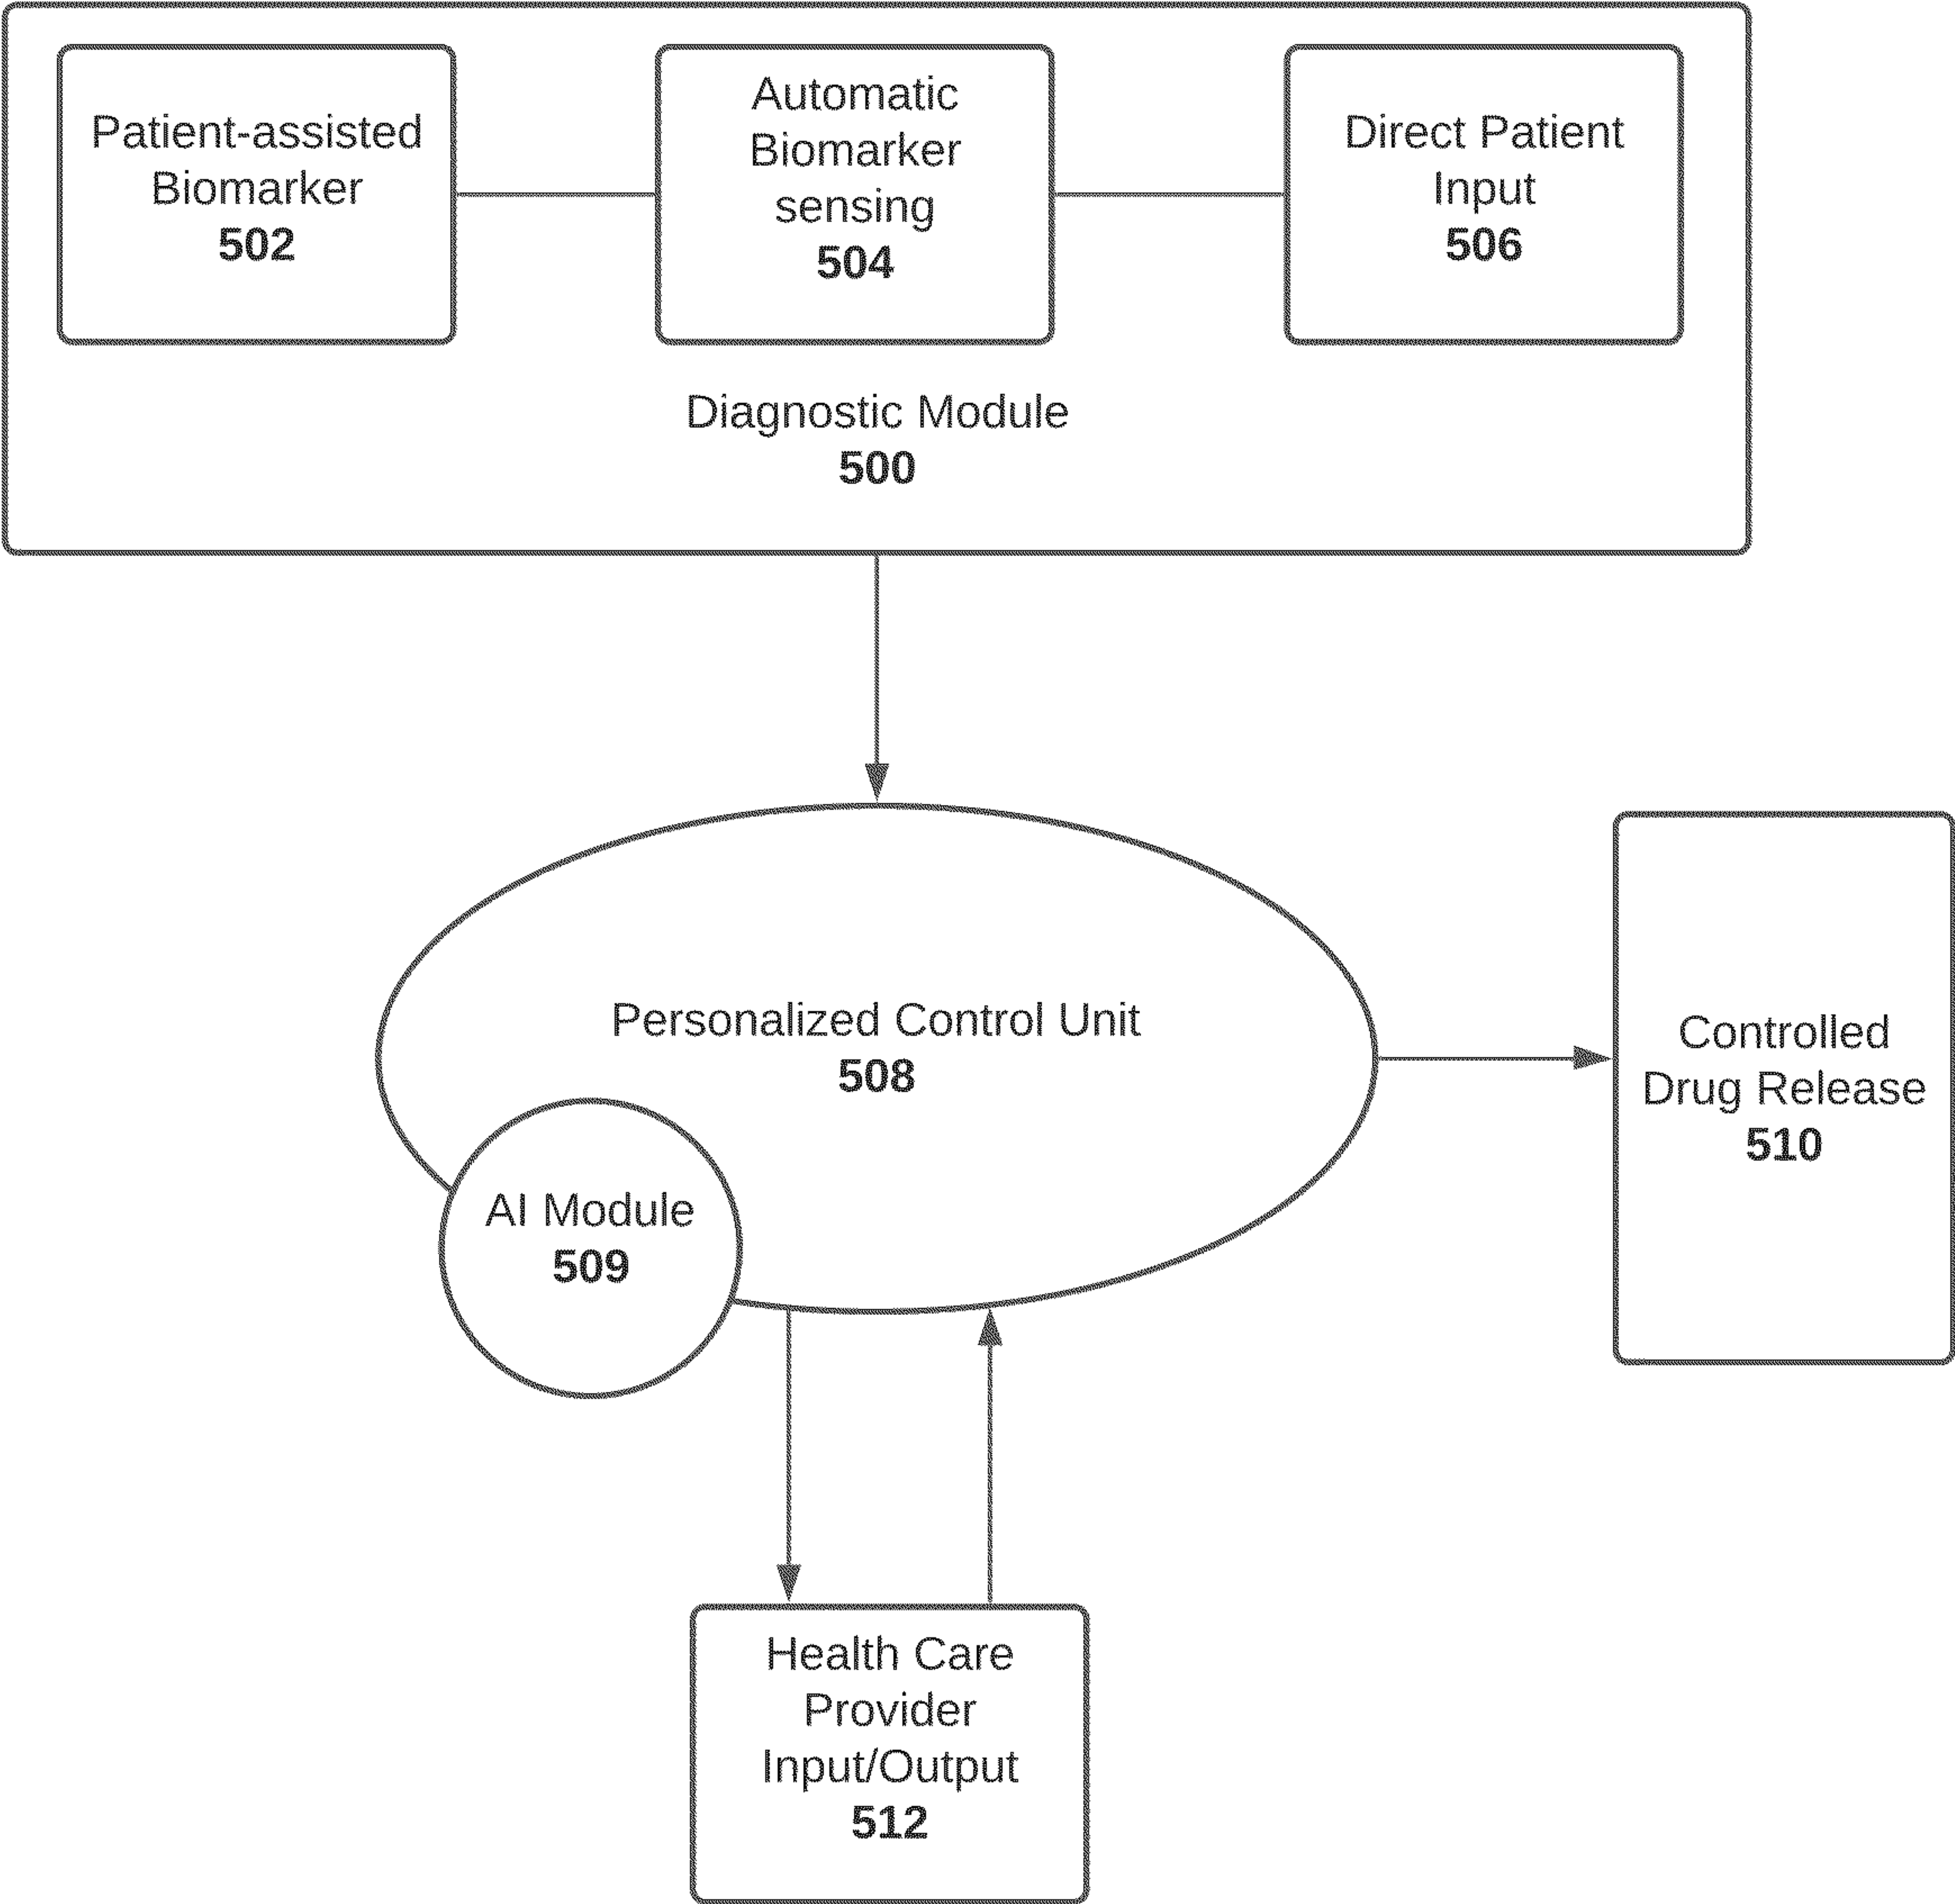 Patient-assisted
Biomarker
502
Automatic
Biomarker
sensing
504
Direct Patient
Input
506
Diagnostic Module
500
Personalized Control Unit
508
AI Module
509
Controlled
Drug Release
510
Health Care
Provider
Input/Output
512